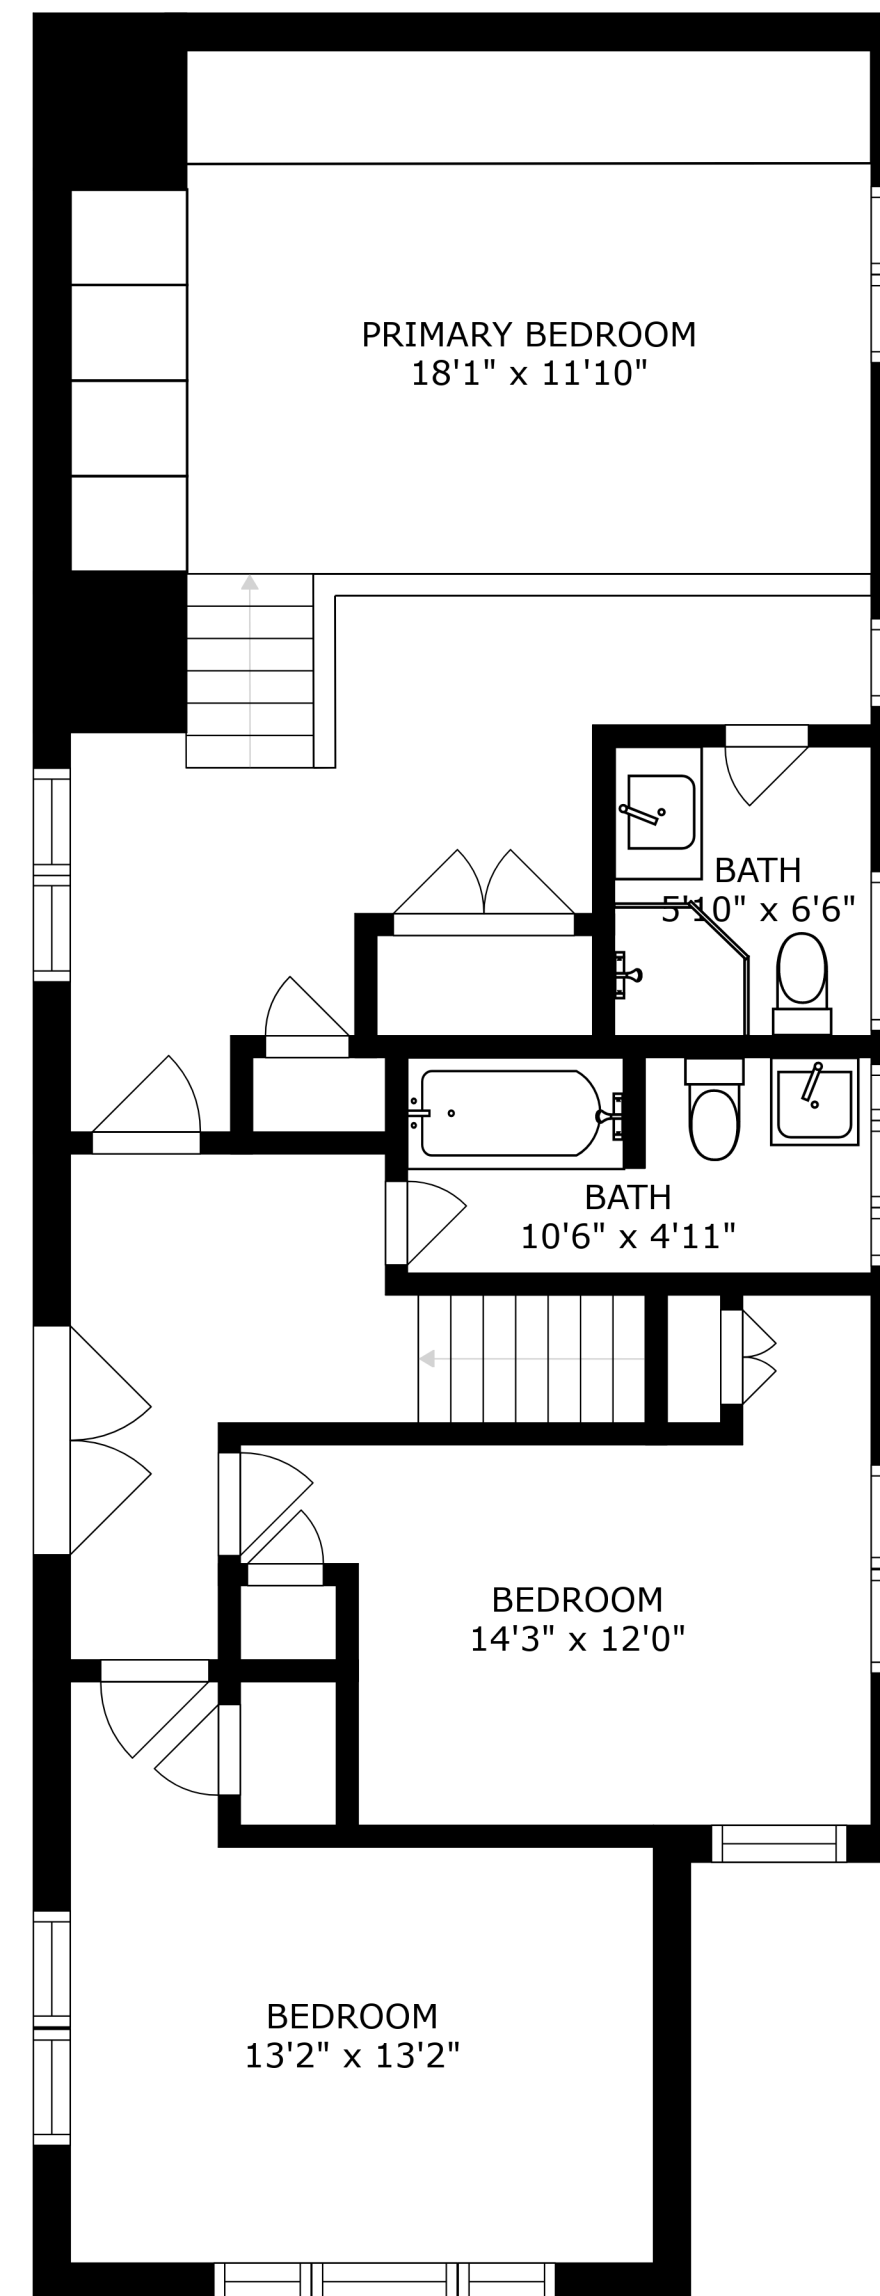 PRIMARY BEDROOM
18'1" x 11'10"
BATH
5'10" x 6'6"
BATH
10'6" x 4'11"
BEDROOM
14'3" x 12'0"
BEDROOM
13'2" x 13'2"